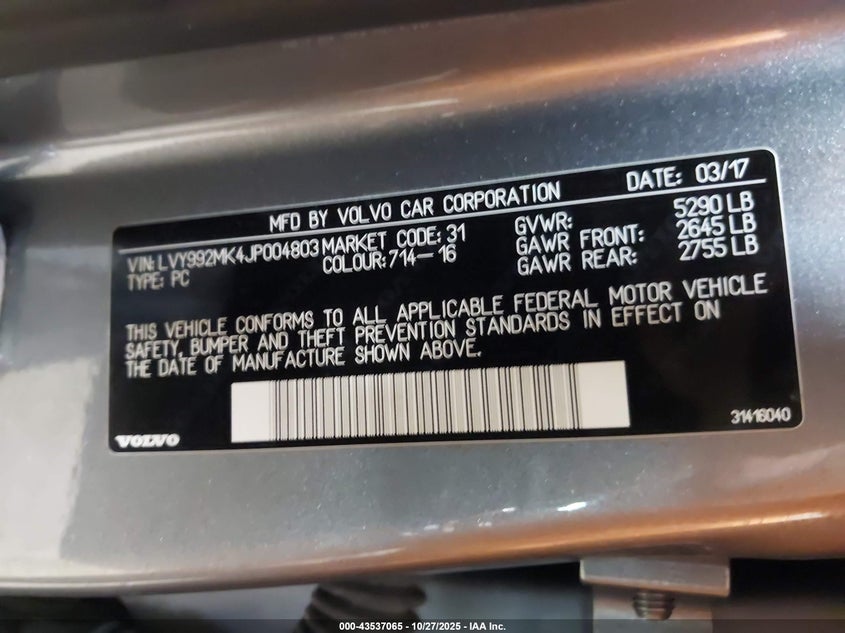 MFD BY VOLVO CAR CORPORATION DATE: 03/17
VIN: LVY992MK4JP004803 MARKET CODE: 31 GVWR: 5290 LB
TYPE: PC COLOUR: 714-16 GAWR FRONT: 2645 LB
GAWR REAR: 2755 LB
THIS VEHICLE CONFORMS TO ALL APPLICABLE FEDERAL MOTOR VEHICLE
SAFETY, BUMPER AND THEFT PREVENTION STANDARDS IN EFFECT ON
THE DATE OF MANUFACTURE SHOWN ABOVE.
VOLVO 31416040
000-43537065 - 10/27/2025 - IAA Inc.